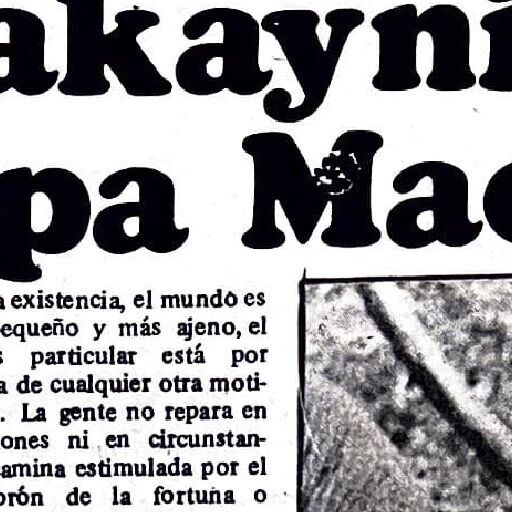 akayni
pa Mac
a existencia, el mundo es
equeño y más ajeno, el
s particular está por
a de cualquier otra moti-
. La gente no repara en
ones ni en circunstan-
amina estimulada por el
orón de la fortuna o